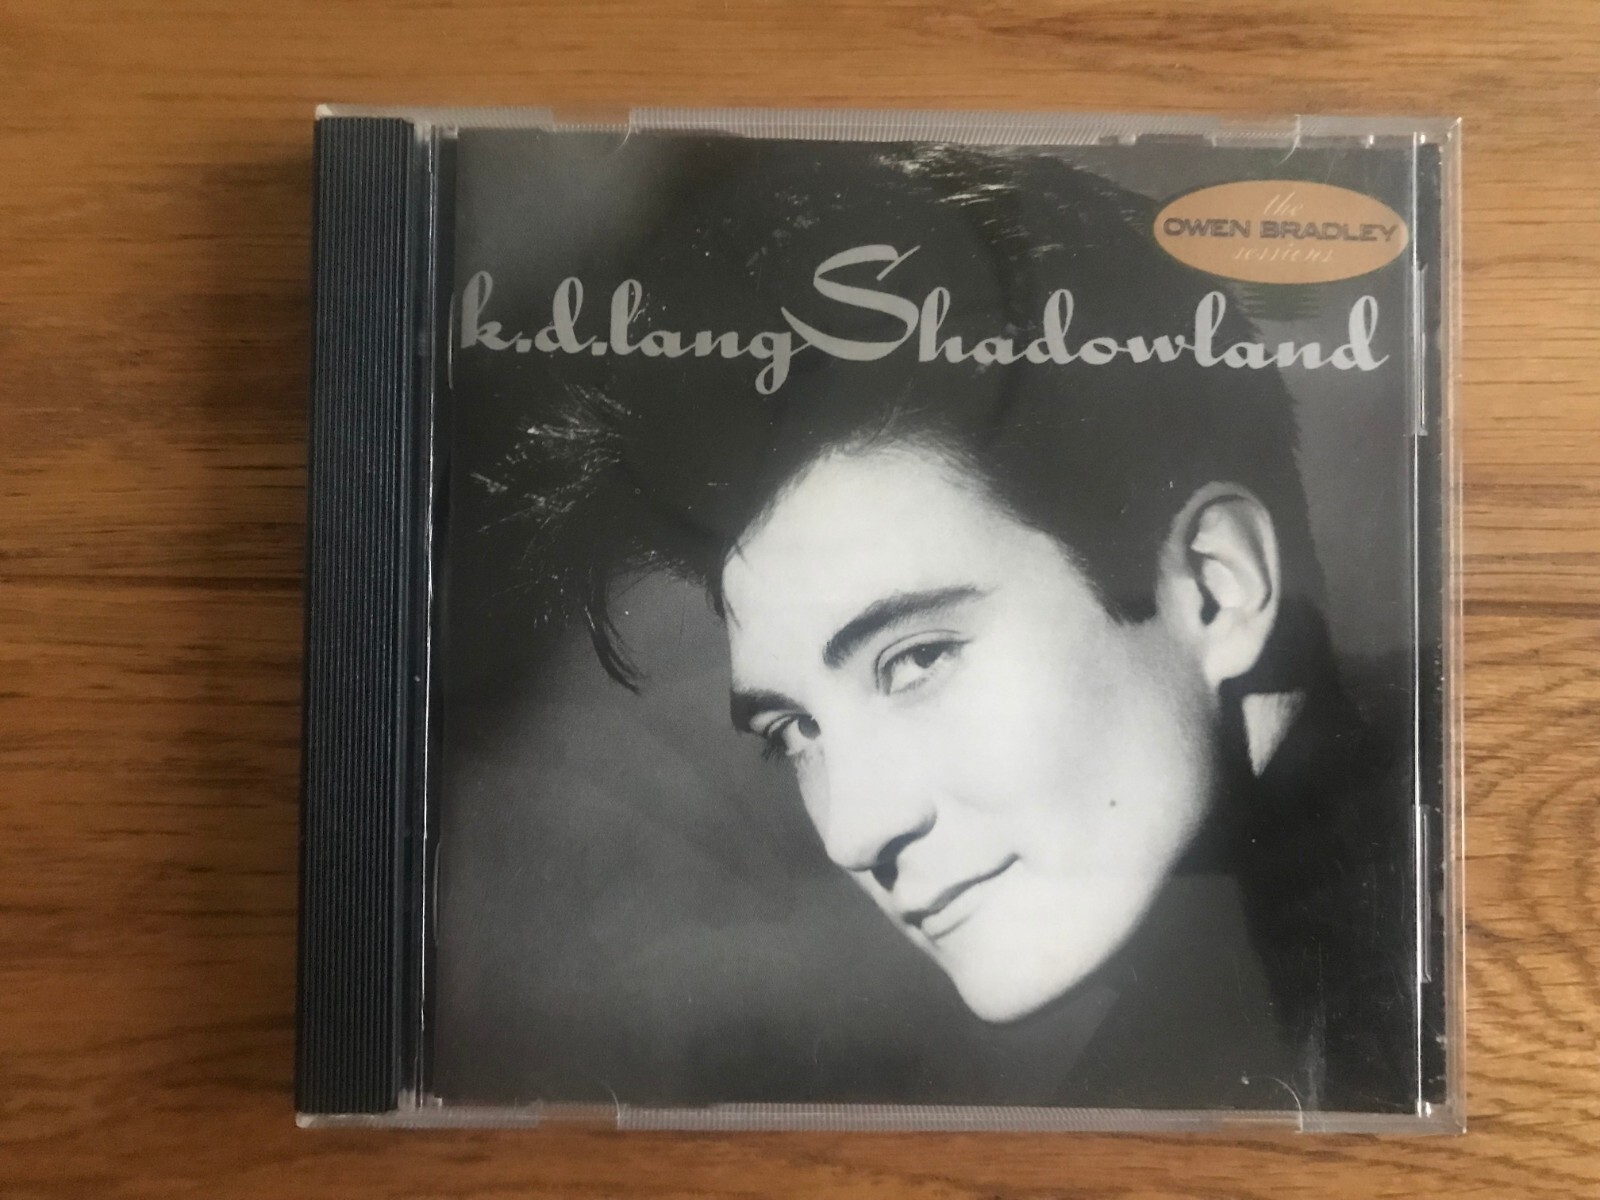 the
OWEN BRADLEY
sessions
k.d.lang Shadowland